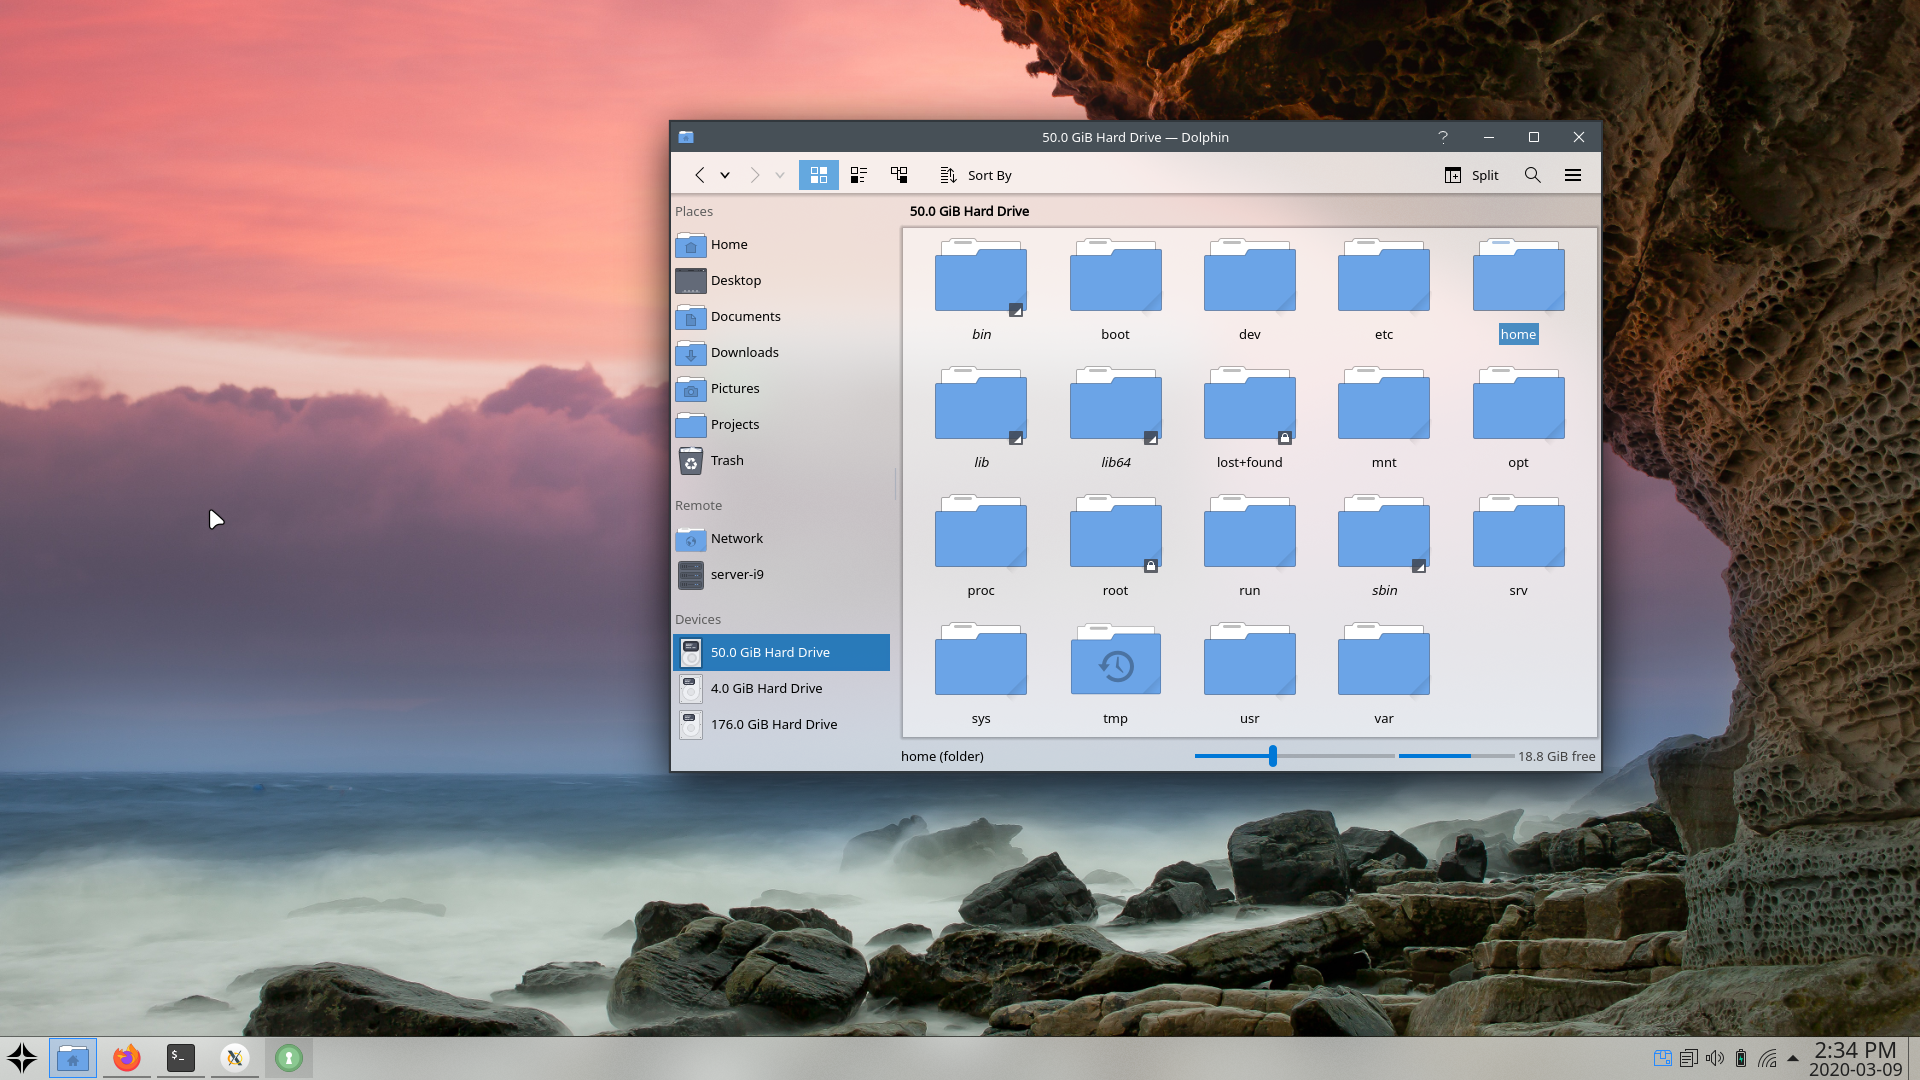 50.0 GiB Hard Drive — Dolphin
?
Sort By
Split
Places
Home
Desktop
Documents
Downloads
Pictures
Projects
Trash
Remote
Network
server-i9
Devices
50.0 GiB Hard Drive
4.0 GiB Hard Drive
176.0 GiB Hard Drive
50.0 GiB Hard Drive
bin boot dev etc home
lib lib64 lost+found mnt opt
proc root run sbin srv
sys tmp usr var
home (folder)
18.8 GiB free
$_
X
2:34 PM
2020-03-09